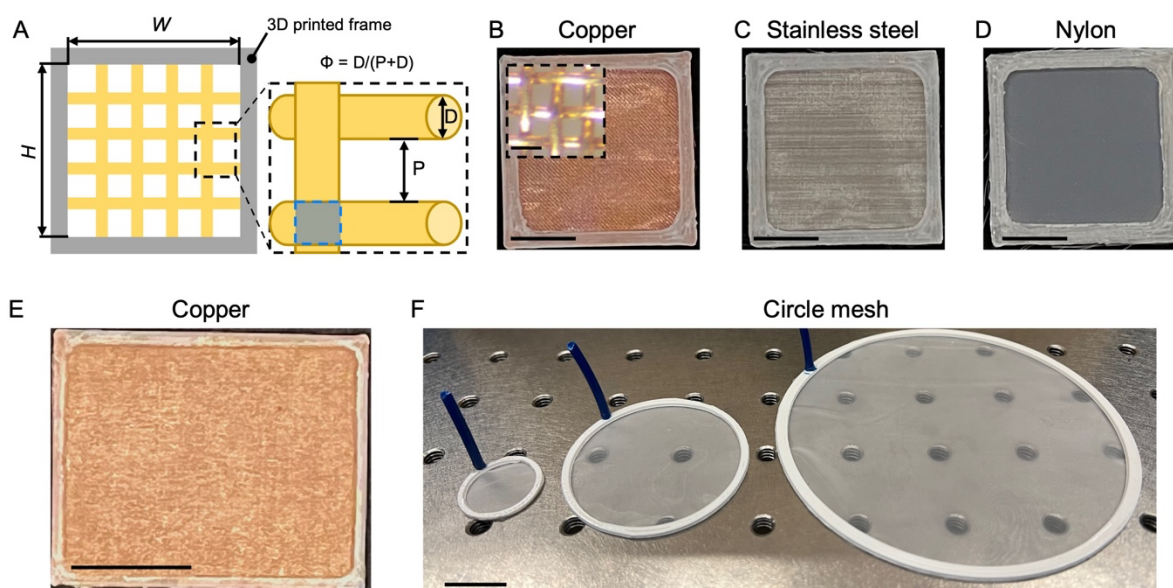 A
W
3D printed frame
H
Φ = D/(P+D)
D
P
B
Copper
C
Stainless steel
D
Nylon
E
Copper
F
Circle mesh